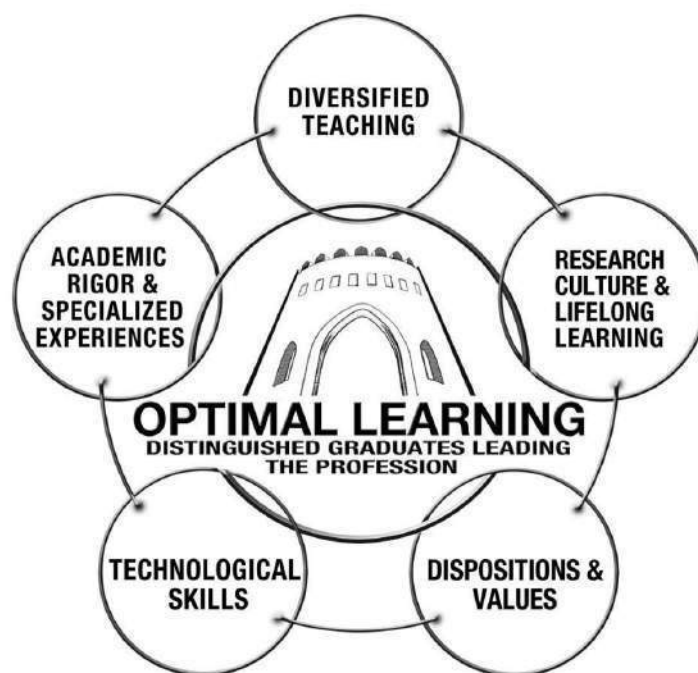 DIVERSIFIED
TEACHING
ACADEMIC
RIGOR &
SPECIALIZED
EXPERIENCES
RESEARCH
CULTURE &
LIFELONG
LEARNING
OPTIMAL LEARNING
DISTINGUISHED GRADUATES LEADING
THE PROFESSION
TECHNOLOGICAL
SKILLS
DISPOSITIONS &
VALUES